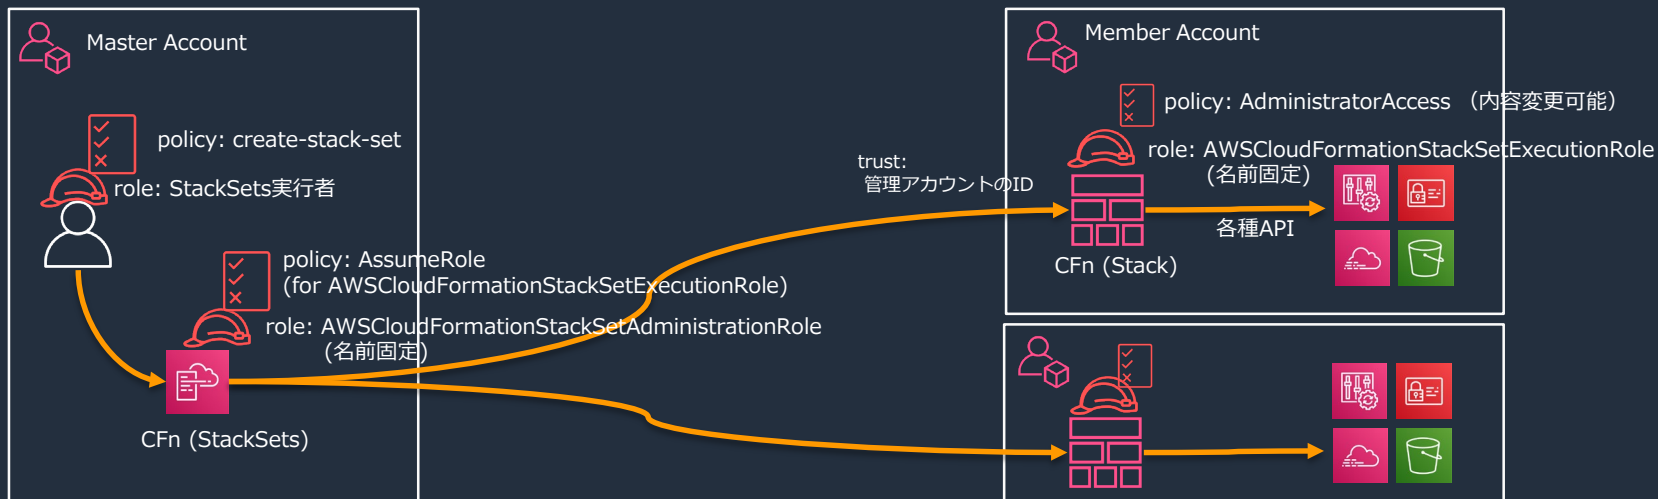 Master Account
policy: create-stack-set
role: StackSets実行者
policy: AssumeRole
(for AWSCloudFormationStackSetExecutionRole)
role: AWSCloudFormationStackSetAdministrationRole
(名前固定)
CFn (StackSets)
trust:
管理アカウントのID
Member Account
policy: AdministratorAccess （内容変更可能）
role: AWSCloudFormationStackSetExecutionRole
(名前固定)
各種API
CFn (Stack)